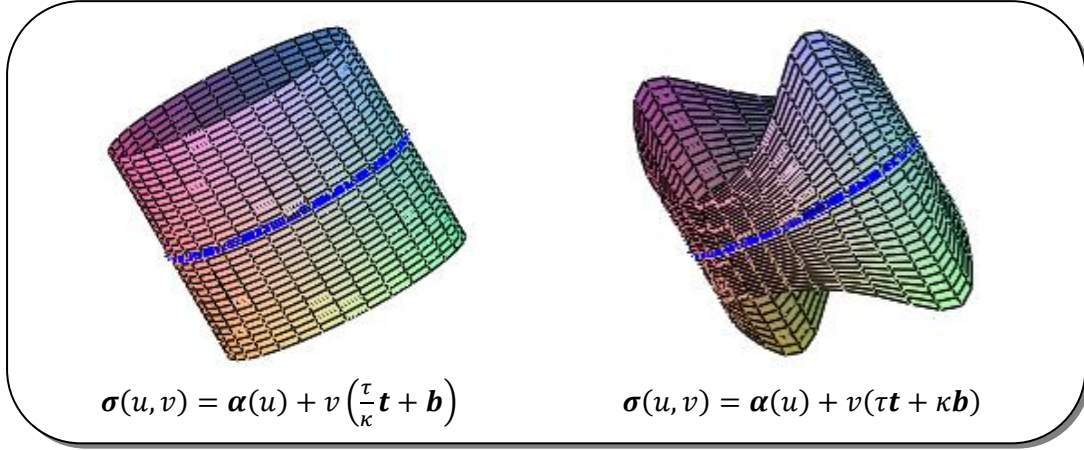 𝝈(𝑢, 𝑣) = 𝜶(𝑢) + 𝑣 (𝜏/𝜅 𝒕 + 𝒃)
𝝈(𝑢, 𝑣) = 𝜶(𝑢) + 𝑣(𝜏𝒕 + 𝜅𝒃)